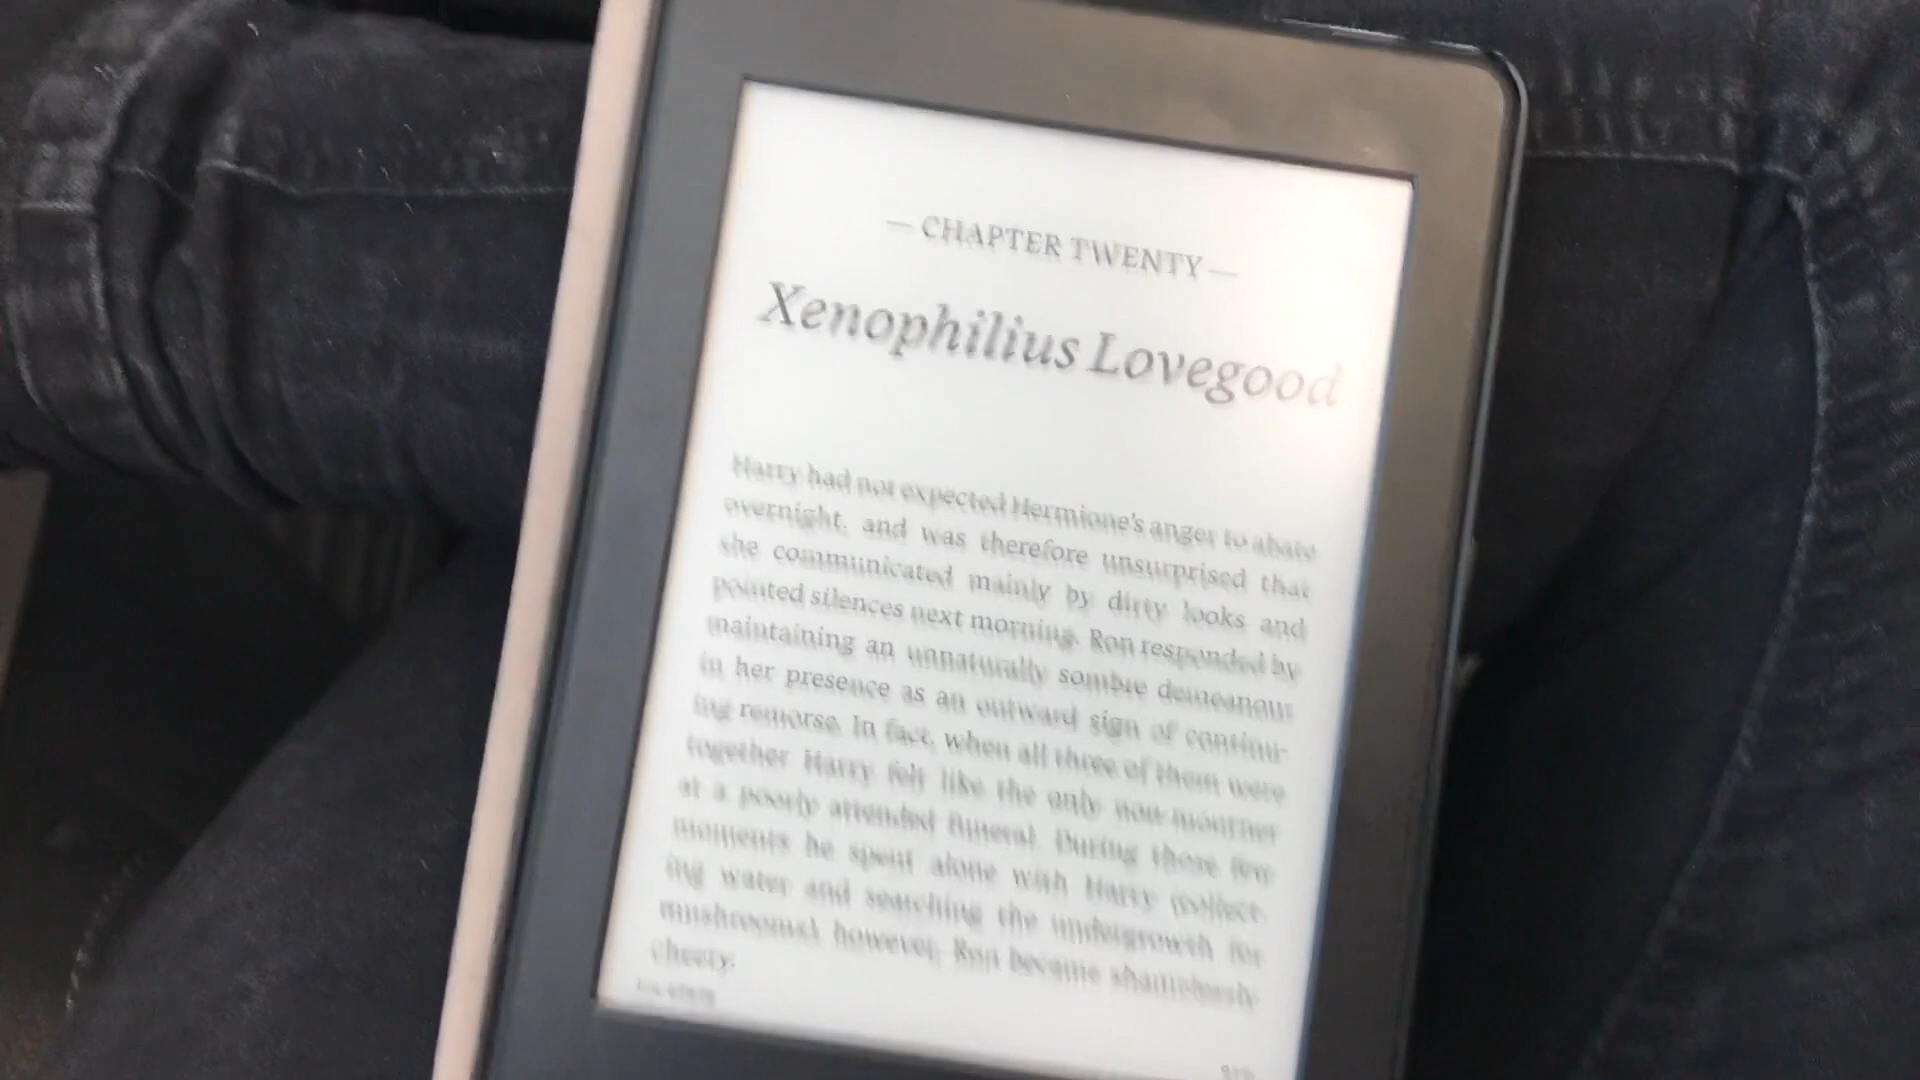 — CHAPTER TWENTY —
Xenophilius Lovegood
Harry had not expected Hermione's anger to abate
overnight, and was therefore unsurprised that
she communicated mainly by dirty looks and
pointed silences next morning. Ron responded by
maintaining an unnaturally sombre demeanour
in her presence as an outward sign of continu-
ing remorse. In fact, when all three of them were
together Harry felt like the only non-mourner
at a poorly attended funeral. During those few
moments he spent alone with Harry (collect-
ing water and searching the undergrowth for
mushrooms), however, Ron became shamelessly
cheery.